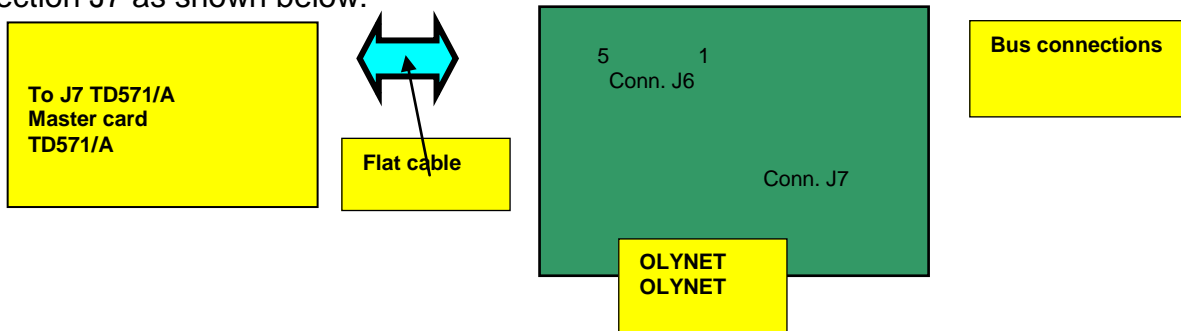 ection J7 as shown below.
To J7 TD571/A
Master card
TD571/A
Flat cable
5 1
Conn. J6
Conn. J7
OLYNET
OLYNET
Bus connections